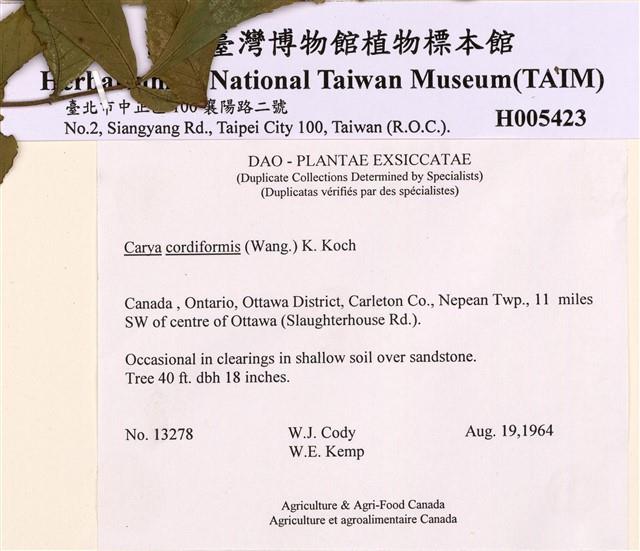 臺灣博物館植物標本館
National Taiwan Museum(TAIM)
臺北市中正區100襄陽路二號
No.2, Siangyang Rd., Taipei City 100, Taiwan (R.O.C.).
H005423
DAO - PLANTAE EXSICCATAE
(Duplicate Collections Determined by Specialists)
(Duplicatas vérifiés par des spécialistes)
Carya cordiformis (Wang.) K. Koch
Canada , Ontario, Ottawa District, Carleton Co., Nepean Twp., 11 miles
SW of centre of Ottawa (Slaughterhouse Rd.).
Occasional in clearings in shallow soil over sandstone.
Tree 40 ft. dbh 18 inches.
No. 13278 W.J. Cody Aug. 19,1964
W.E. Kemp
Agriculture & Agri-Food Canada
Agriculture et agroalimentaire Canada